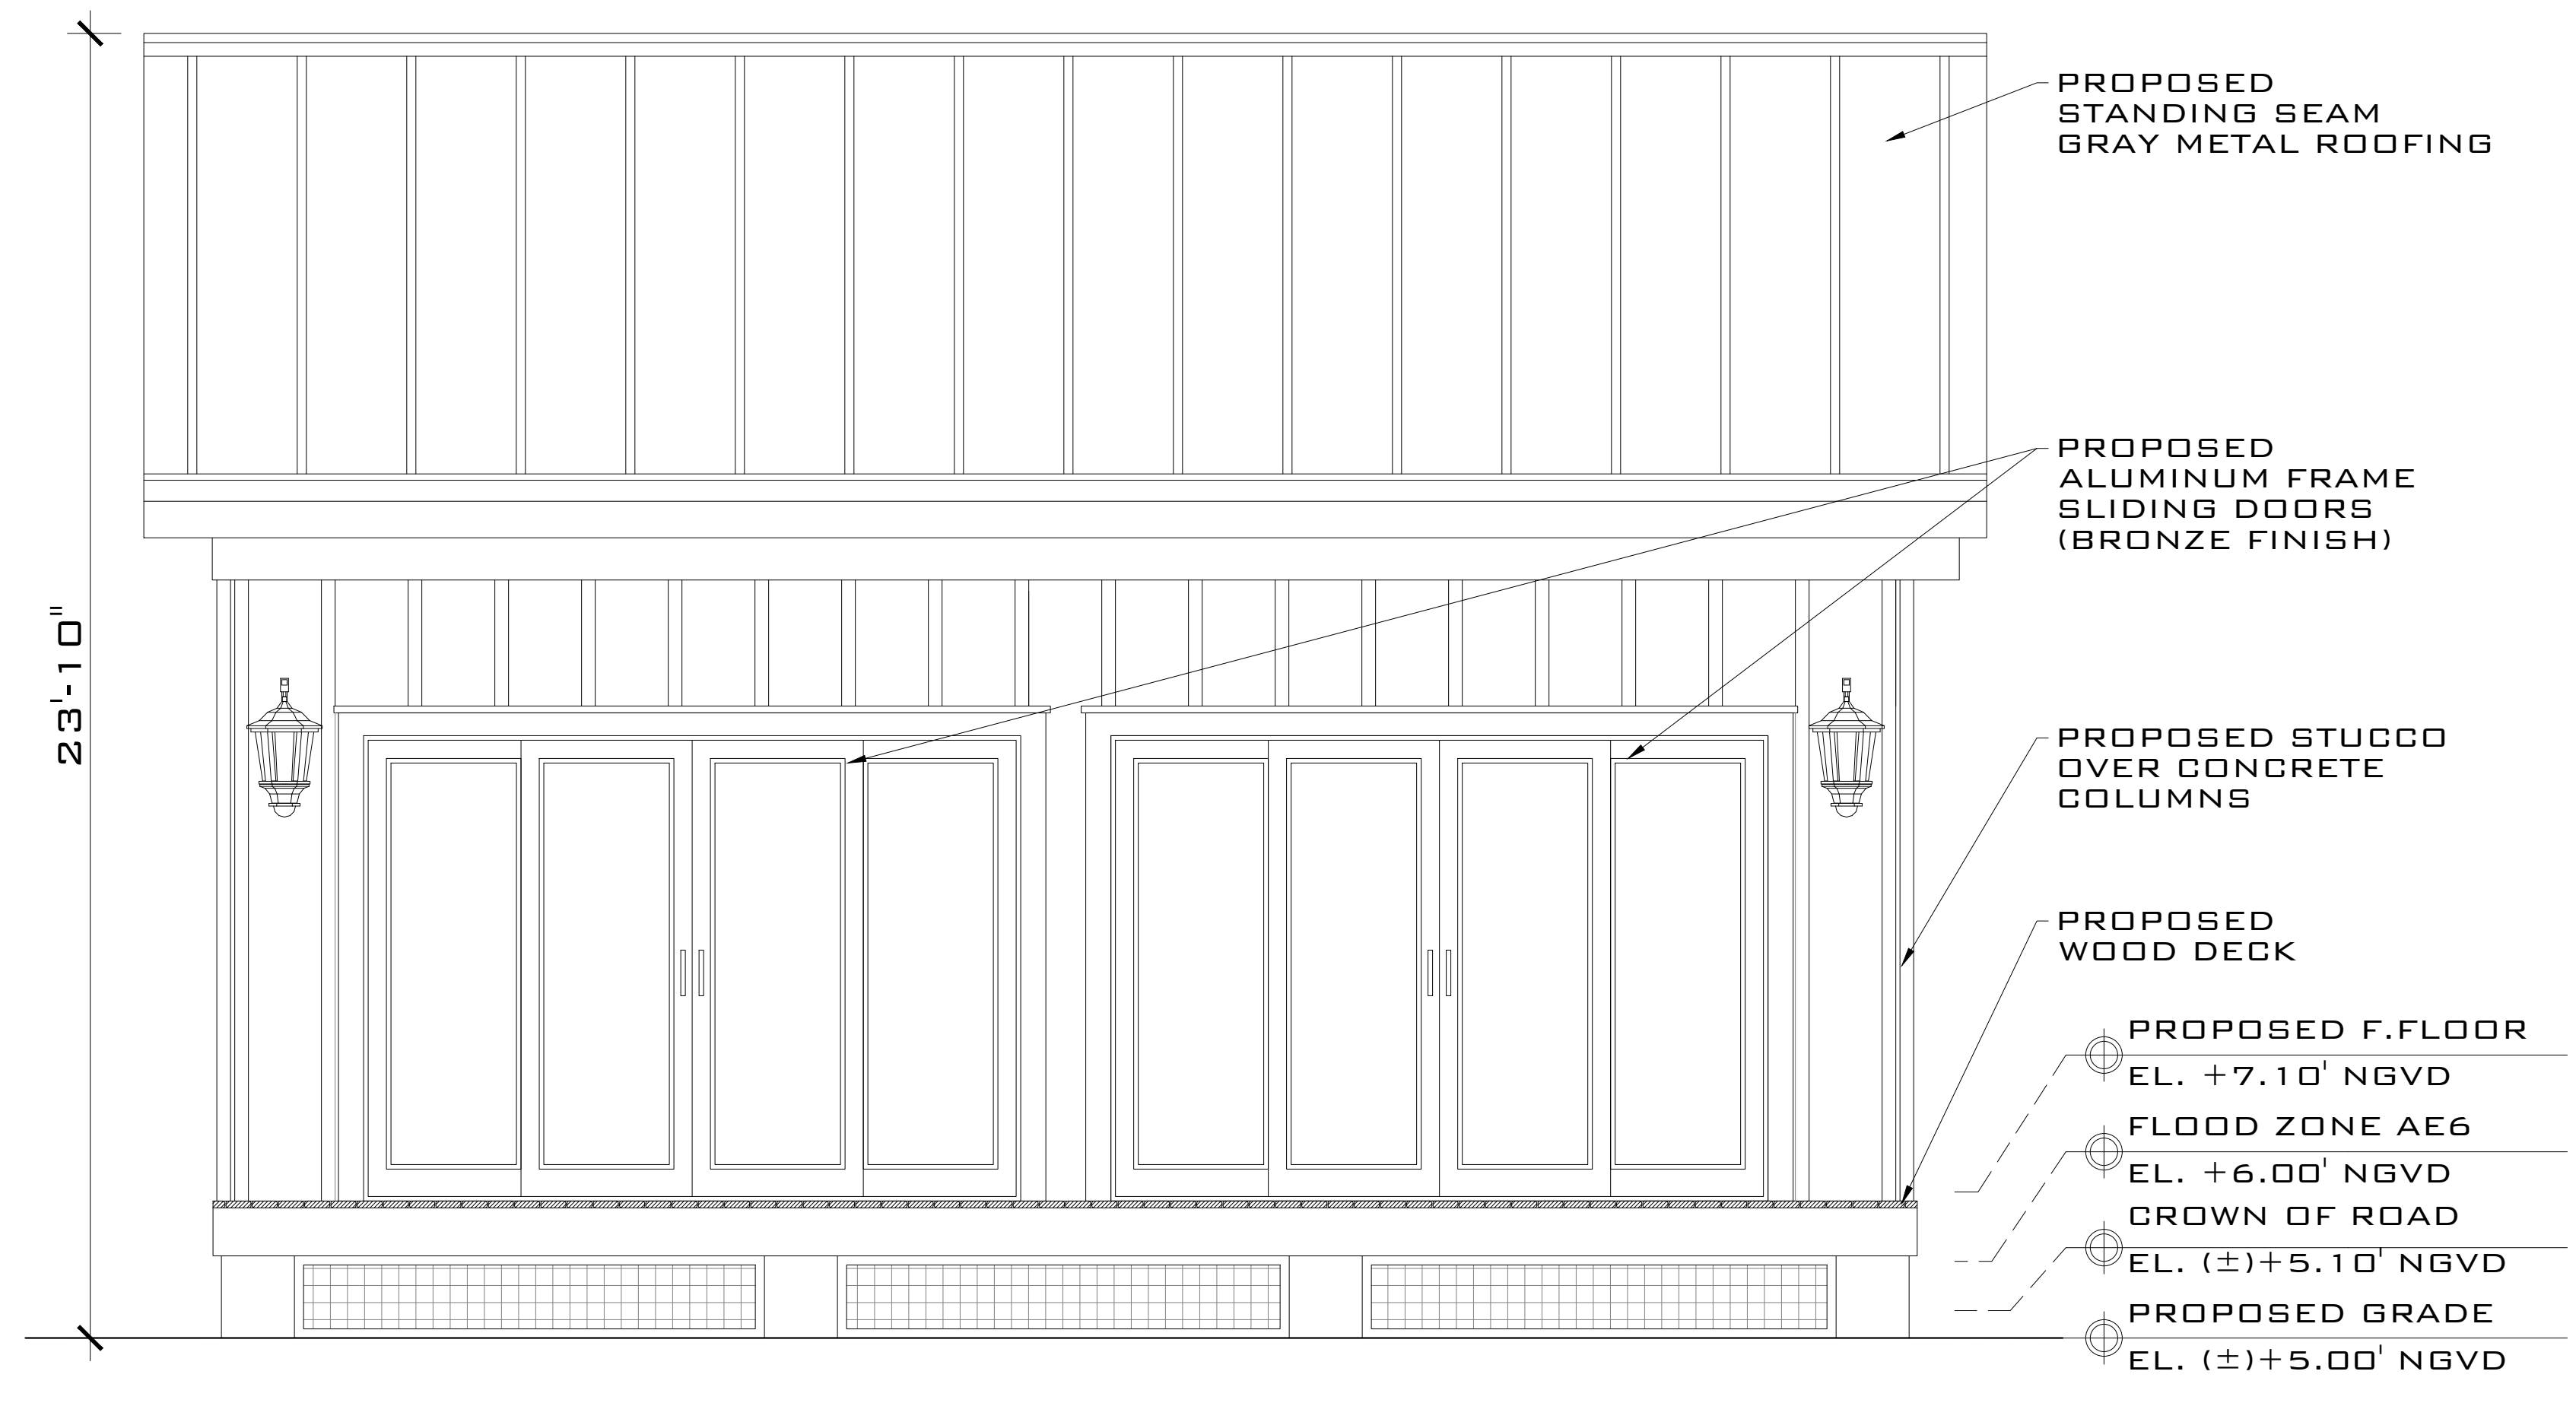 PROPOSED
STANDING SEAM
GRAY METAL ROOFING
PROPOSED
ALUMINUM FRAME
SLIDING DOORS
(BRONZE FINISH)
23'-10"
PROPOSED STUCCO
OVER CONCRETE
COLUMNS
PROPOSED
WOOD DECK
PROPOSED F.FLOOR
EL. +7.10' NGVD
FLOOD ZONE AE6
EL. +6.00' NGVD
CROWN OF ROAD
EL. (±)+5.10' NGVD
PROPOSED GRADE
EL. (±)+5.00' NGVD